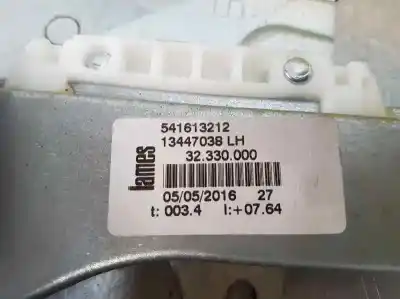 541613212
13447038 LH
32.330.000
lames
05/05/2016 27
t: 003.4 l:+07.64